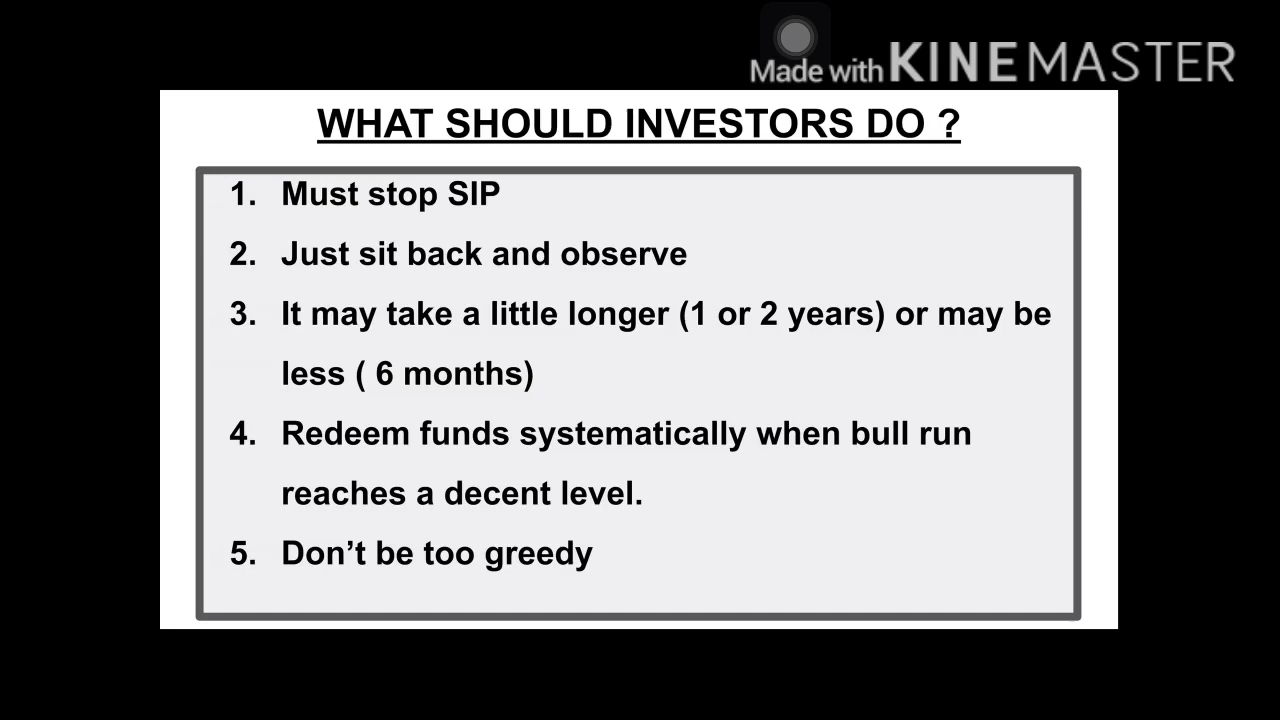 Made with KINEMASTER
WHAT SHOULD INVESTORS DO ?
1. Must stop SIP
2. Just sit back and observe
3. It may take a little longer (1 or 2 years) or may be
less ( 6 months)
4. Redeem funds systematically when bull run
reaches a decent level.
5. Don’t be too greedy